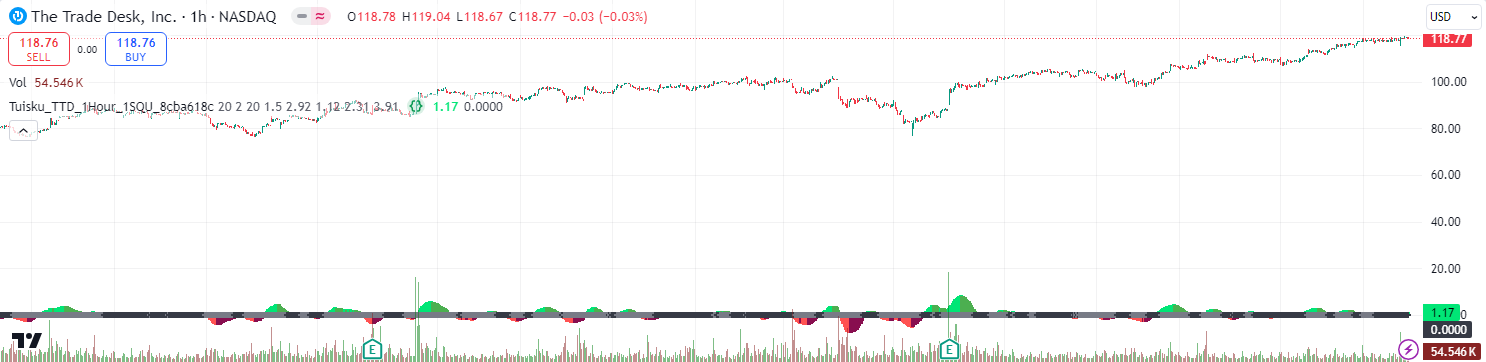 The Trade Desk, Inc. · 1h · NASDAQ O118.78 H119.04 L118.67 C118.77 −0.03 (−0.03%)
USD
118.76 SELL 0.00 118.76 BUY
118.77
Vol 54.546 K
100.00
Tuisku_TTD_1Hour_1SQU_8cba618c 20 2 20 1.5 2.92 1.12 2.31 3.91 1.17 0.0000
80.00
60.00
40.00
20.00
1.17
0.0000
E
E
54.546 K